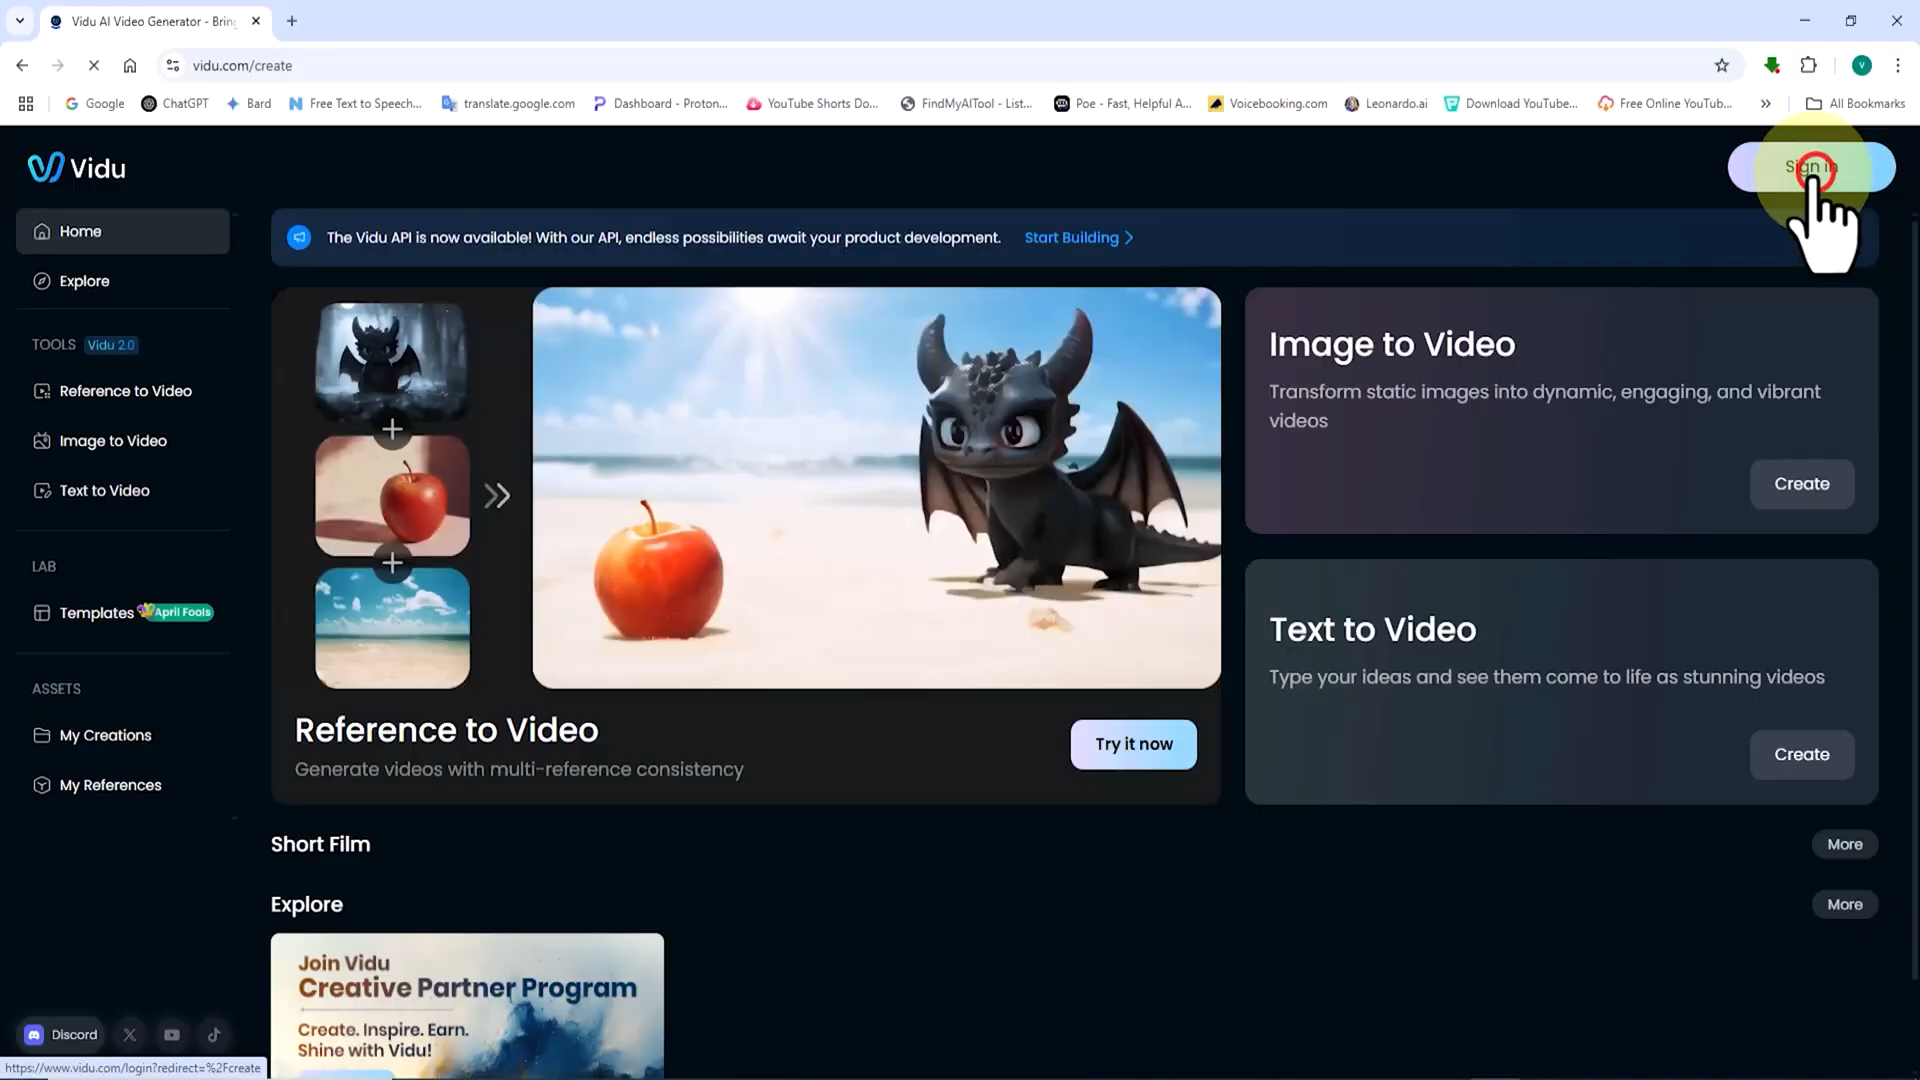 Vidu AI Video Generator - Bring
vidu.com/create
Google
ChatGPT
Bard
Free Text to Speech...
translate.google.com
Dashboard - Proton...
YouTube Shorts Do...
FindMyAITool - List...
Poe - Fast, Helpful A...
Voicebooking.com
Leonardo.ai
Download YouTube...
Free Online YouTub...
All Bookmarks
Vidu
Sign in
Home
Explore
TOOLS Vidu 2.0
Reference to Video
Image to Video
Text to Video
LAB
Templates April Fools
ASSETS
My Creations
My References
The Vidu API is now available! With our API, endless possibilities await your product development. Start Building
Reference to Video
Generate videos with multi-reference consistency
Try it now
Image to Video
Transform static images into dynamic, engaging, and vibrant
videos
Create
Text to Video
Type your ideas and see them come to life as stunning videos
Create
Short Film
More
Explore
More
Join Vidu
Creative Partner Program
Create. Inspire. Earn.
Shine with Vidu!
Discord
https://www.vidu.com/login?redirect=%2Fcreate